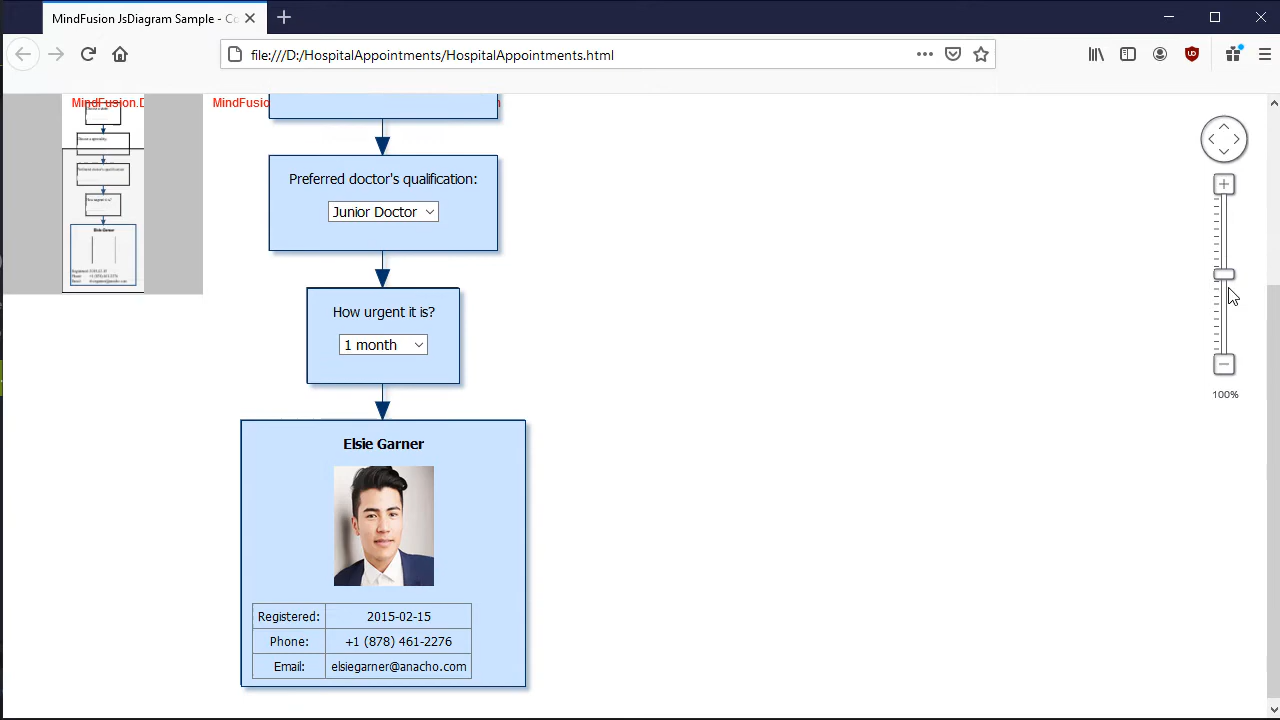 MindFusion JsDiagram Sample - Co
file:///D:/HospitalAppointments/HospitalAppointments.html
MindFusion.D
MindFusio
Preferred doctor's qualification:
Junior Doctor
How urgent it is?
1 month
Elsie Garner
Registered: 2015-02-15
Phone: +1 (878) 461-2276
Email: elsiegarner@anacho.com
100%